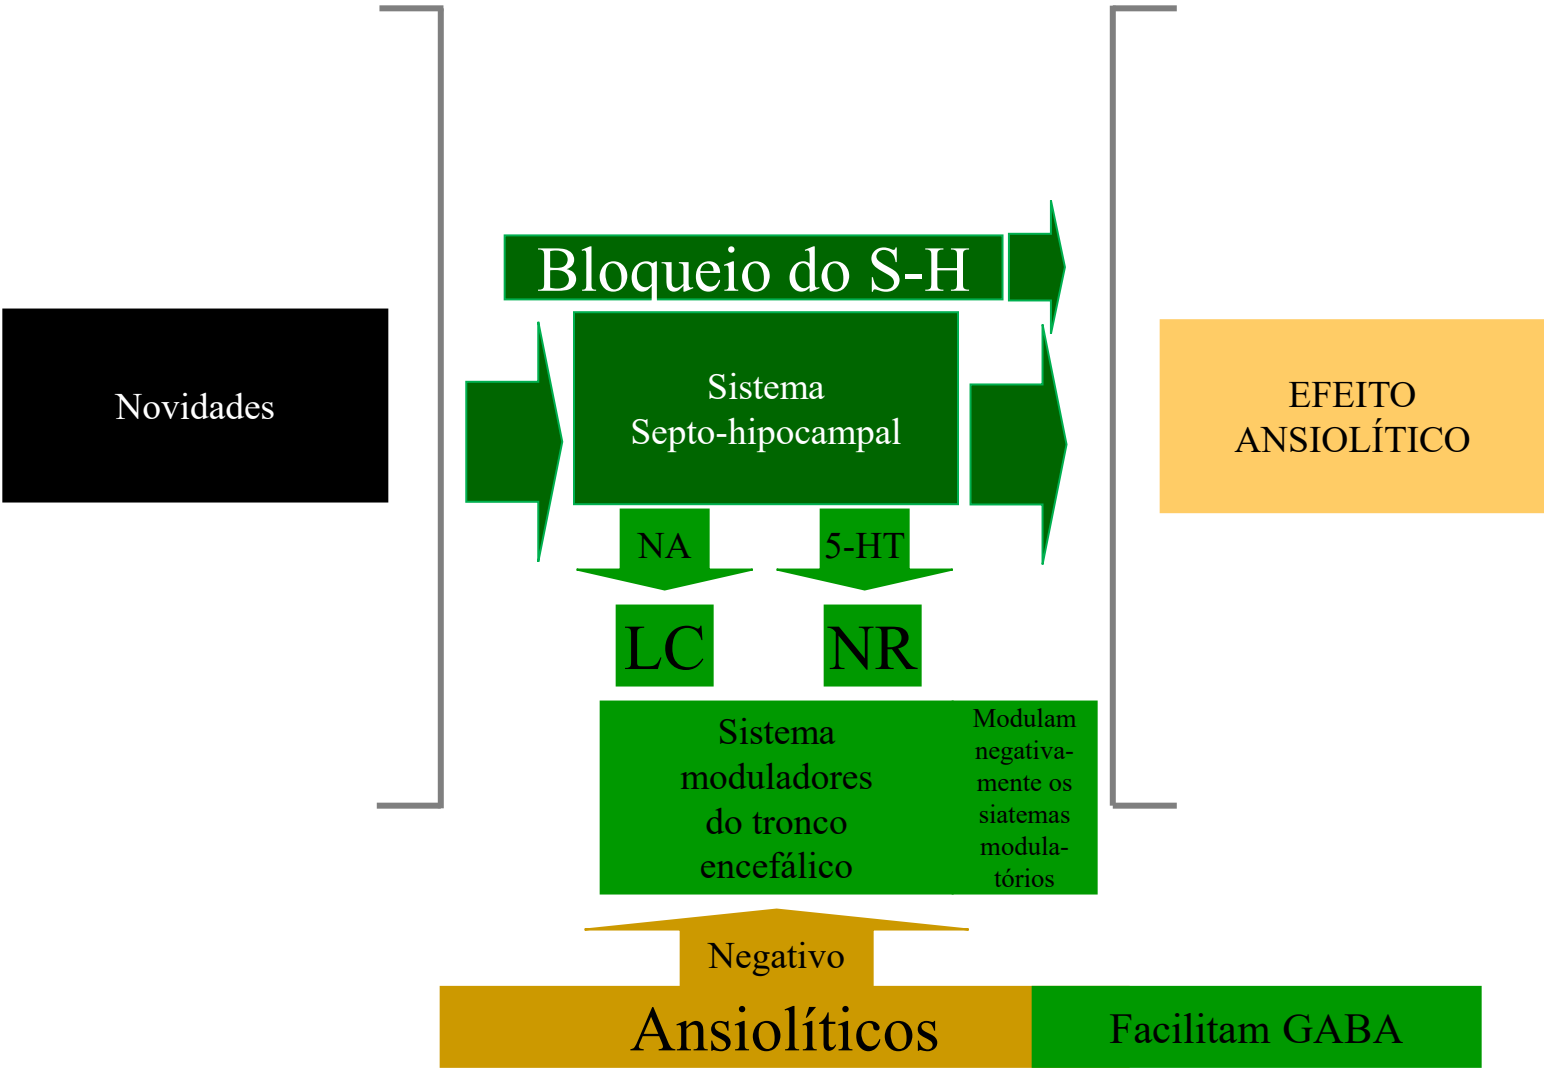 Bloqueio do S-H
Novidades
Sistema
Septo-hipocampal
EFEITO
ANSIOLÍTICO
NA
5-HT
LC
NR
Sistema
moduladores
do tronco
encefálico
Modulam
negativa-
mente os
siatemas
modula-
tórios
Negativo
Ansiolíticos
Facilitam GABA